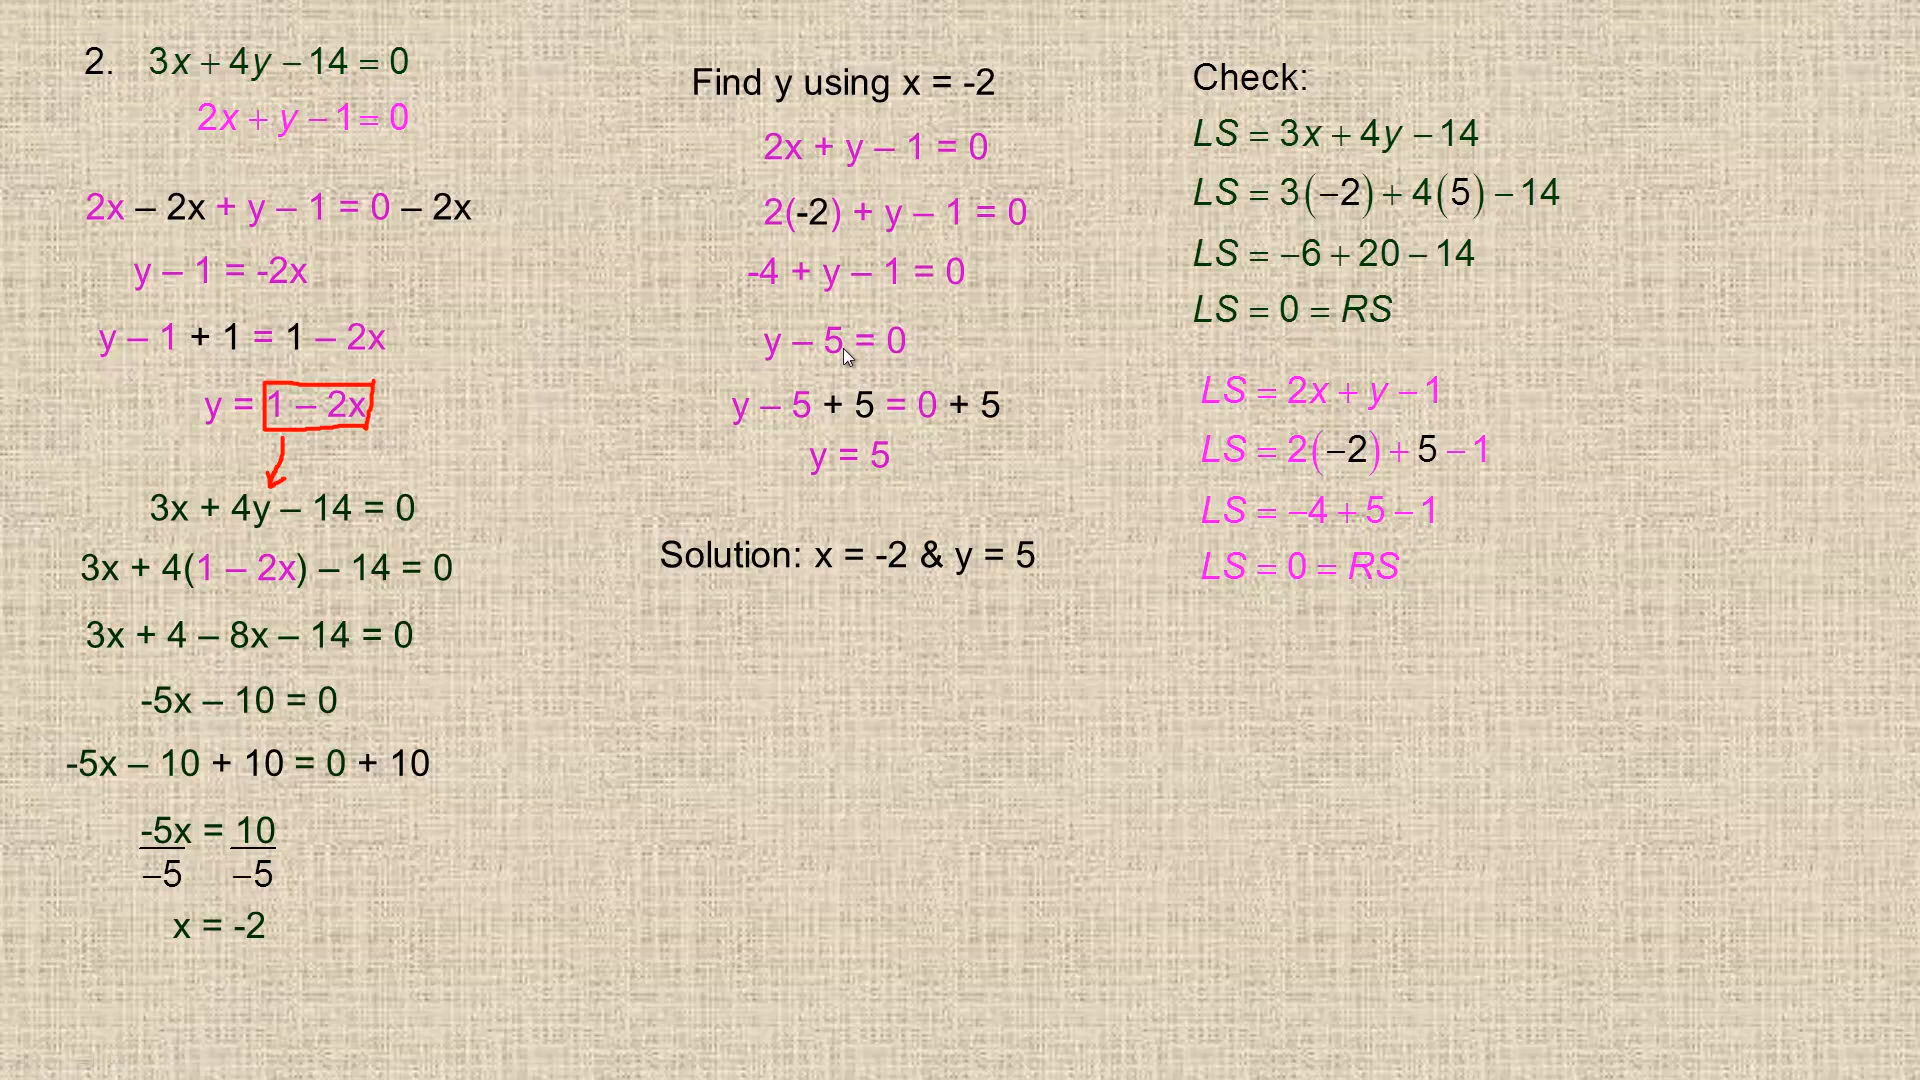 2. 3x + 4y – 14 = 0
2x + y – 1 = 0
2x – 2x + y – 1 = 0 – 2x
y – 1 = -2x
y – 1 + 1 = 1 – 2x
y = 1 – 2x
3x + 4y – 14 = 0
3x + 4(1 – 2x) – 14 = 0
3x + 4 – 8x – 14 = 0
-5x – 10 = 0
-5x – 10 + 10 = 0 + 10
-5x = 10
–5 –5
x = -2
Find y using x = -2
2x + y – 1 = 0
2(-2) + y – 1 = 0
-4 + y – 1 = 0
y – 5 = 0
y – 5 + 5 = 0 + 5
y = 5
Solution: x = -2 & y = 5
Check:
LS = 3x + 4y – 14
LS = 3(–2) + 4(5) – 14
LS = –6 + 20 – 14
LS = 0 = RS
LS = 2x + y – 1
LS = 2(–2) + 5 – 1
LS = –4 + 5 – 1
LS = 0 = RS